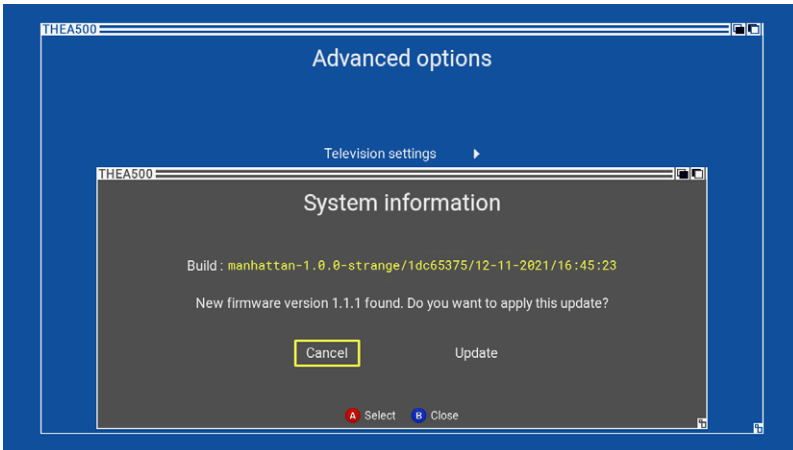 THEA500
Advanced options
Television settings
THEA500
System information
Build : manhattan-1.0.0-strange/1dc65375/12-11-2021/16:45:23
New firmware version 1.1.1 found. Do you want to apply this update?
Cancel Update
A Select B Close